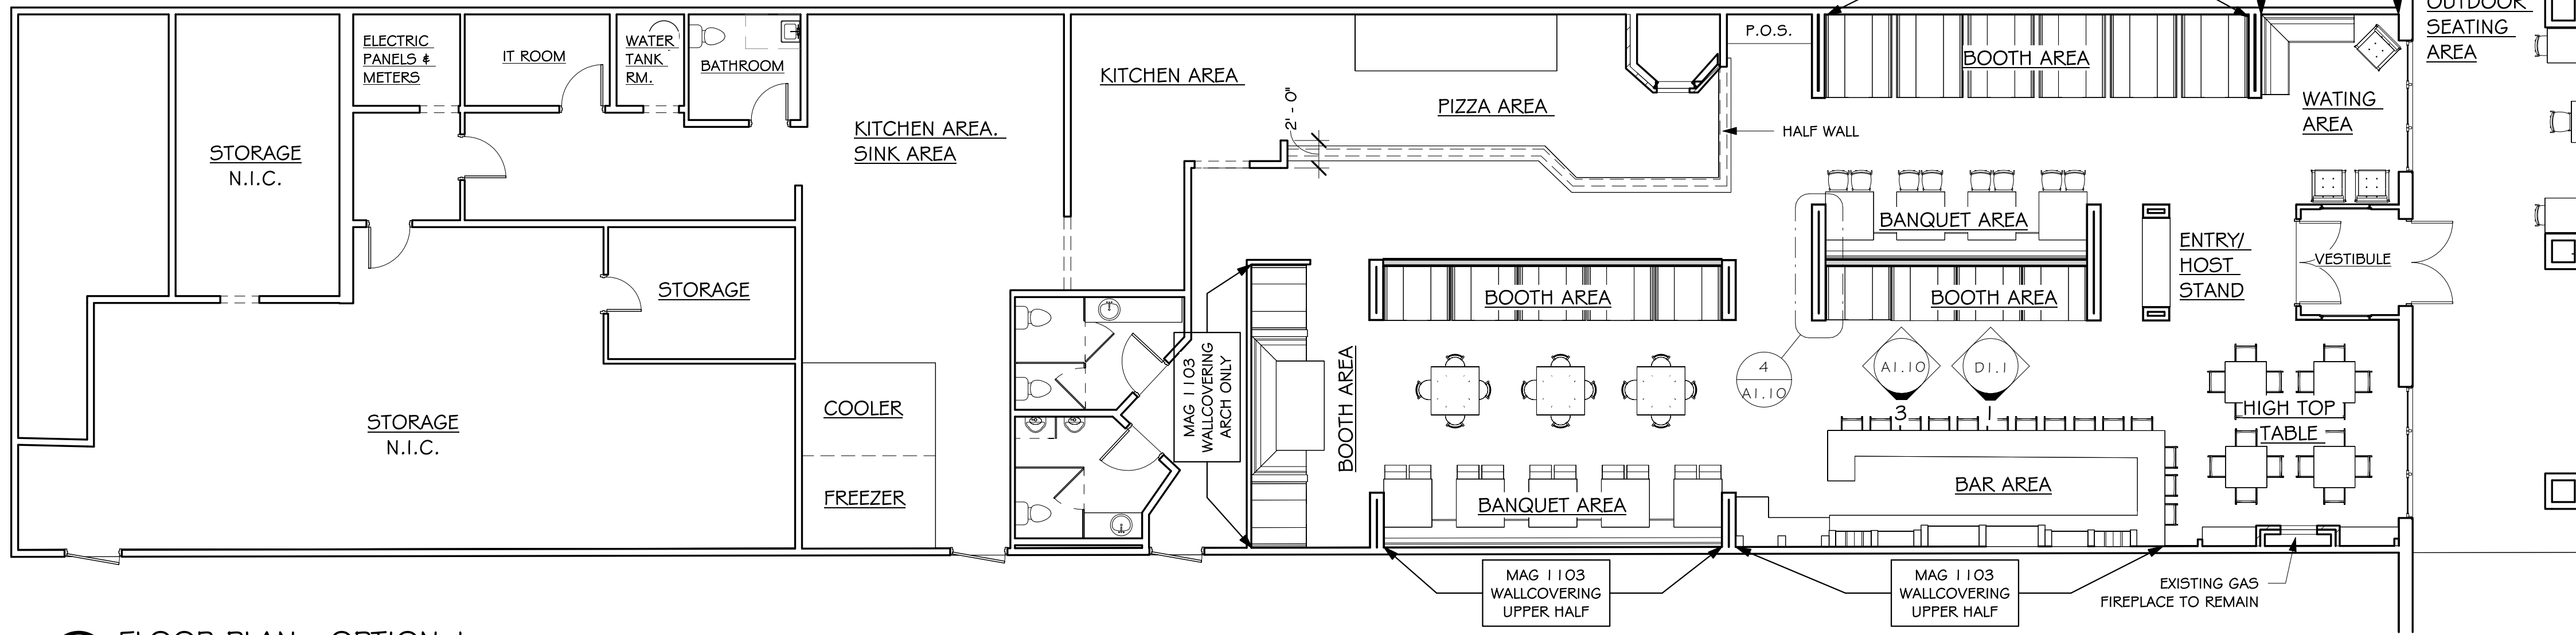 ELECTRIC
PANELS &
METERS
IT ROOM
WATER
TANK
RM.
BATHROOM
STORAGE
N.I.C.
KITCHEN AREA.
SINK AREA
KITCHEN AREA
PIZZA AREA
2' - 0"
HALF WALL
P.O.S.
BOOTH AREA
WATING
AREA
OUTDOOR
SEATING
AREA
BANQUET AREA
ENTRY/
HOST
STAND
VESTIBULE
STORAGE
BOOTH AREA
BOOTH AREA
MAG 1103
WALLCOVERING
ARCH ONLY
BOOTH AREA
4
A1.10
A1.10
3
D1.1
1
HIGH TOP
TABLE
STORAGE
N.I.C.
COOLER
FREEZER
BANQUET AREA
BAR AREA
MAG 1103
WALLCOVERING
UPPER HALF
MAG 1103
WALLCOVERING
UPPER HALF
EXISTING GAS
FIREPLACE TO REMAIN
FLOOR PLAN - OPTION 1